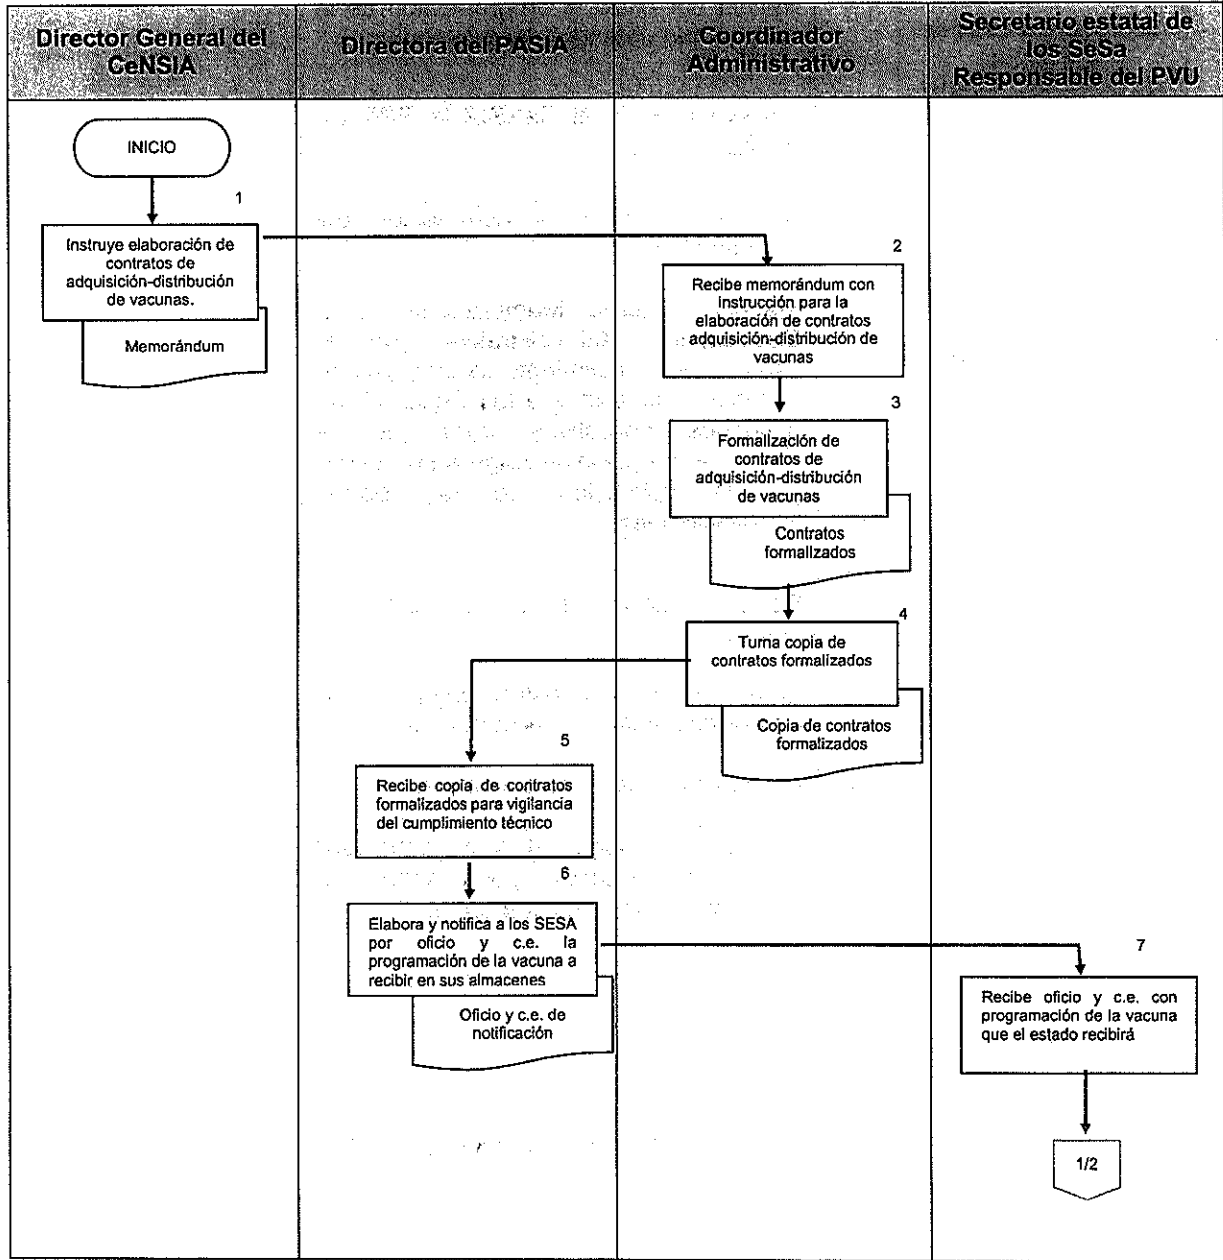 Director General del
CeNSIA
Directora del PASIA
Coordinador
Administrativo
Secretario estatal de
los SeSa
Responsable del PVU
INICIO
1
Instruye elaboración de
contratos de
adquisición-distribución
de vacunas.
Memorándum
2
Recibe memorándum con
instrucción para la
elaboración de contratos
adquisición-distribución de
vacunas
3
Formalización de
contratos de
adquisición-distribución
de vacunas
Contratos
formalizados
4
Turna copia de
contratos formalizados
Copia de contratos
formalizados
5
Recibe copia de contratos
formalizados para vigilancia
del cumplimiento técnico
6
Elabora y notifica a los SESA
por oficio y c.e. la
programación de la vacuna a
recibir en sus almacenes
Oficio y c.e. de
notificación
7
Recibe oficio y c.e. con
programación de la vacuna
que el estado recibirá
1/2